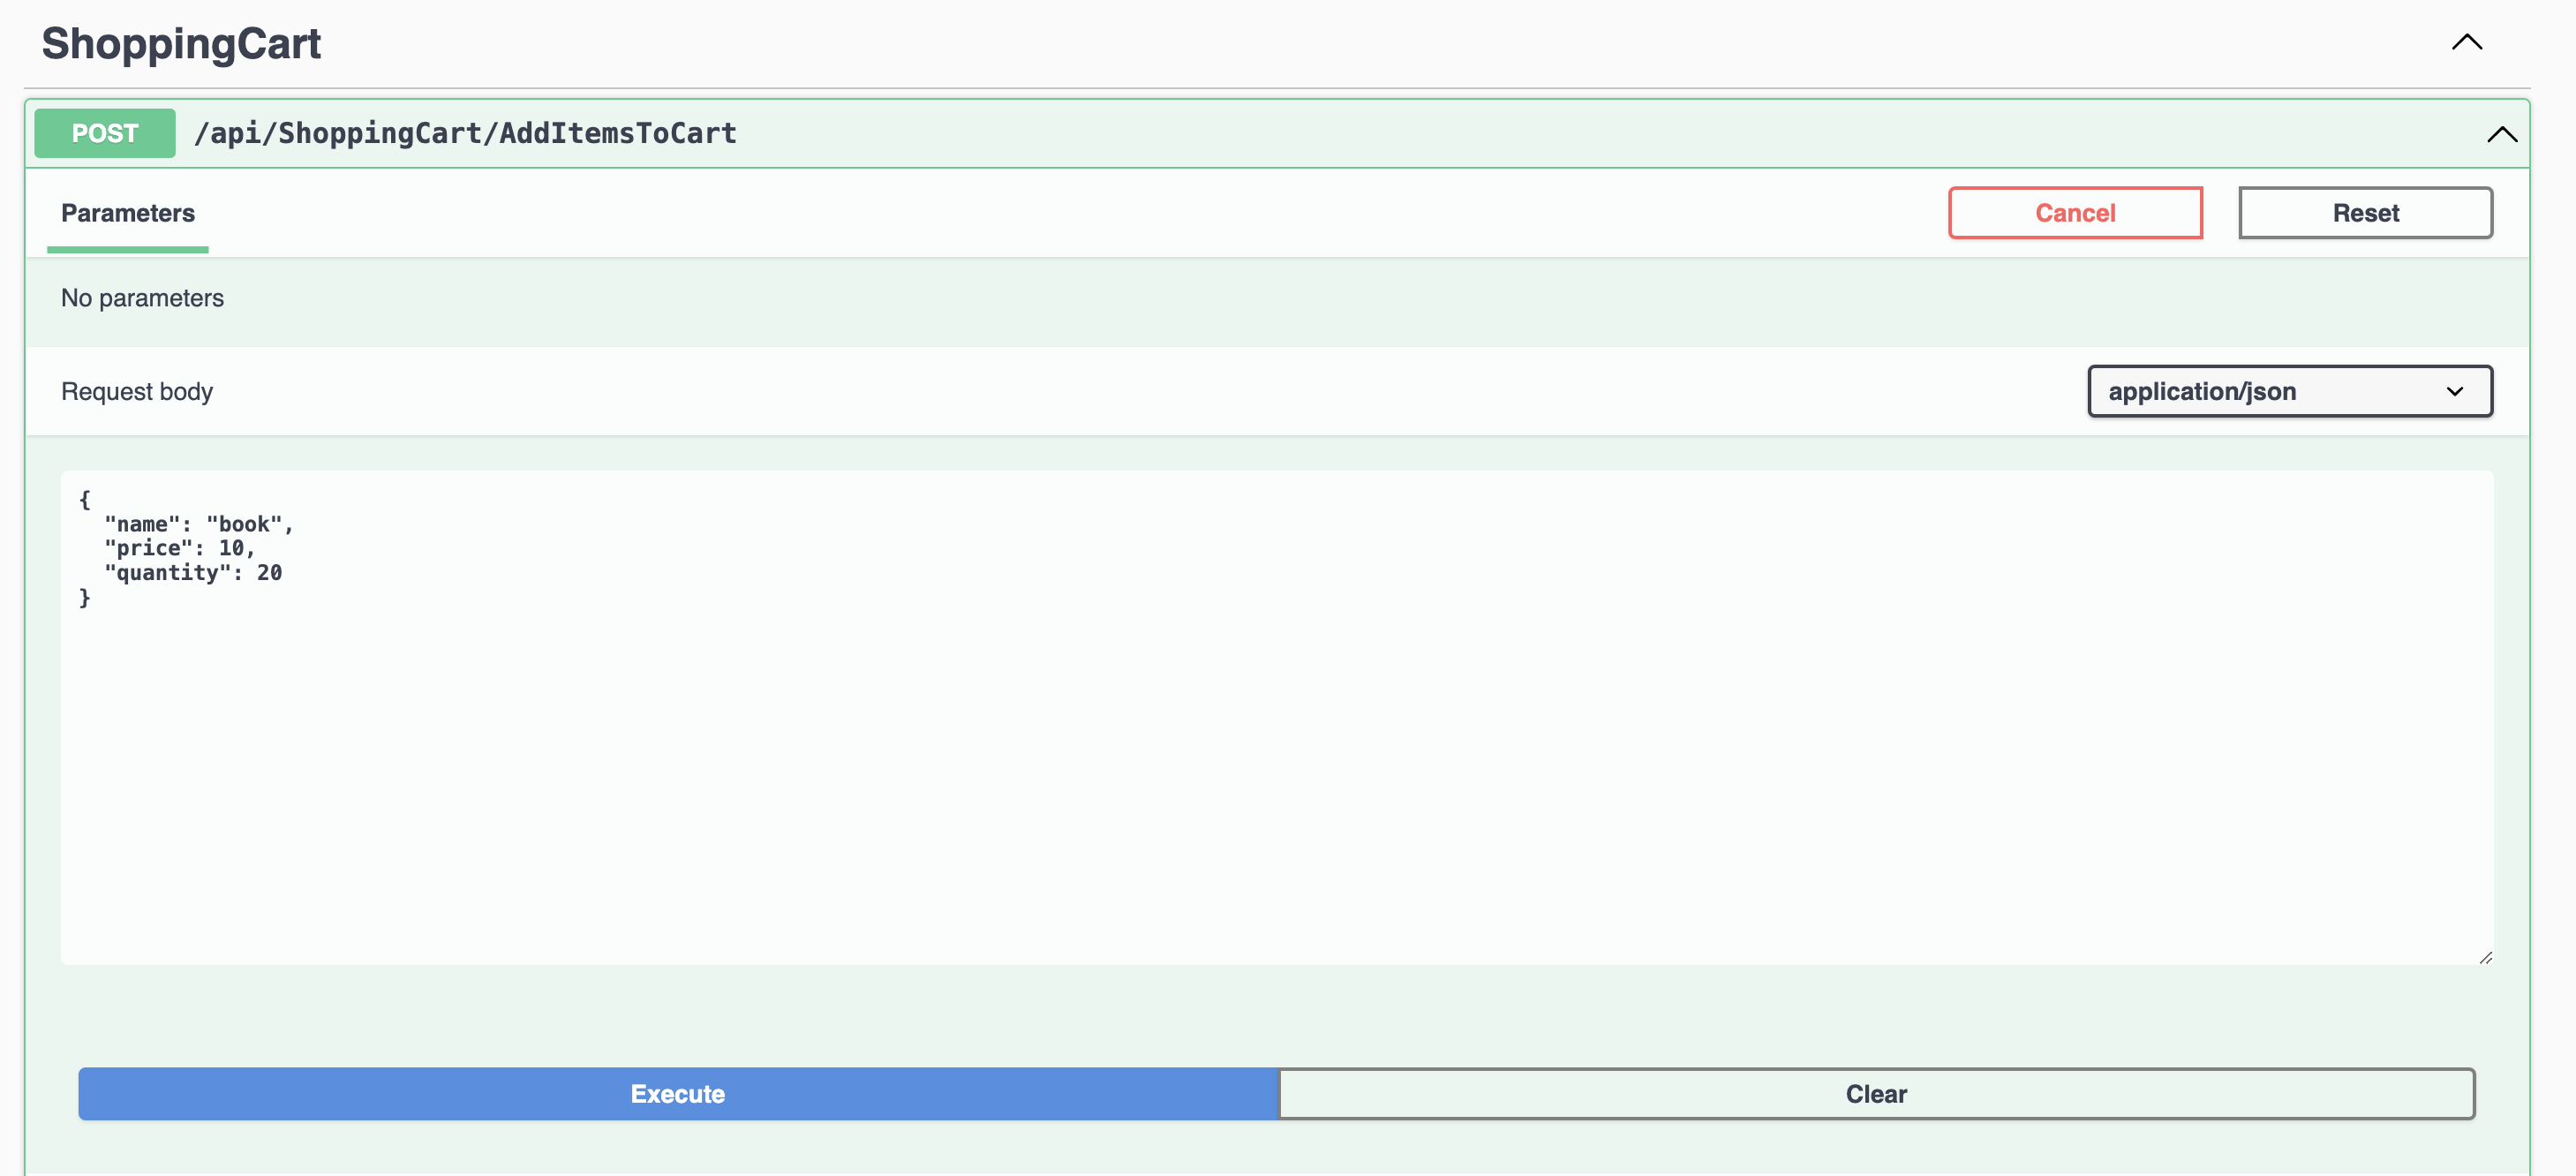 ShoppingCart
POST /api/ShoppingCart/AddItemsToCart
Parameters
Cancel
Reset
No parameters
Request body
application/json
{
  "name": "book",
  "price": 10,
  "quantity": 20
}
Execute
Clear